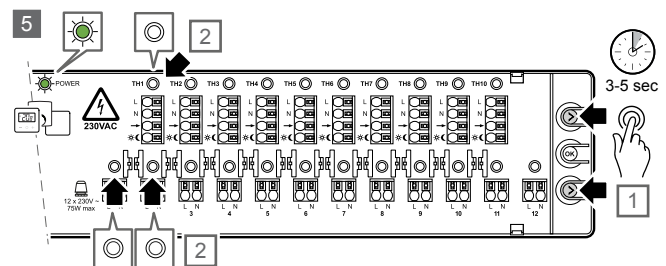 5
2
POWER
TH1 TH2 TH3 TH4 TH5 TH6 TH7 TH8 TH9 TH10
3-5 sec
L L L L L L L L L L
N N N N N N N N N N
230VAC
OK
12 x 230V ~
75W max
L N L N L N L N L N L N L N L N L N L N
3 4 5 6 7 8 9 10 11 12
1
2